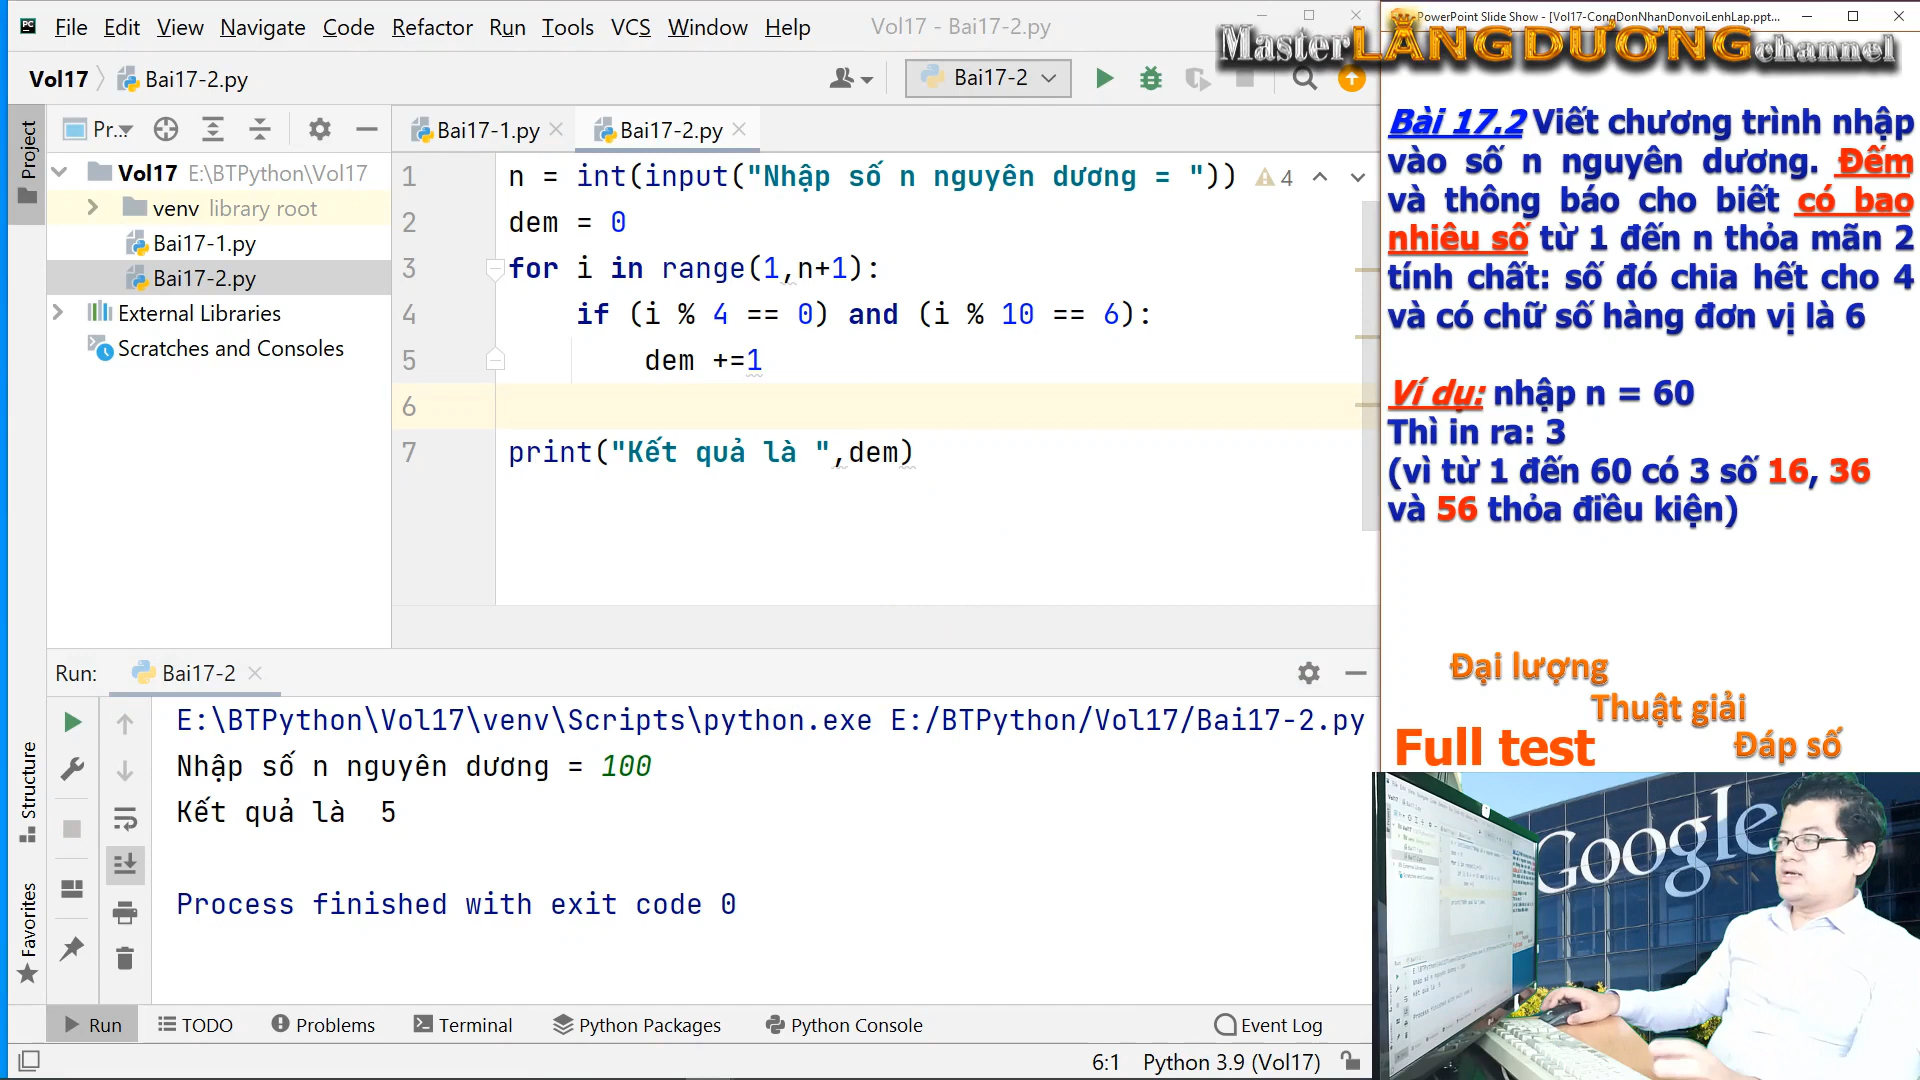 File Edit View Navigate Code Refactor Run Tools VCS Window Help Vol17 - Bai17-2.py
PowerPoint Slide Show - [Vol17-CongDonNhanDonvoiLenhLap.ppt...
Master LĂNG DƯƠNG channel
Vol17 Bai17-2.py
Bai17-2
Project
Pr...
Bai17-1.py
Bai17-2.py
Vol17 E:\BTPython\Vol17
venv library root
Bai17-1.py
Bai17-2.py
External Libraries
Scratches and Consoles
1 n = int(input("Nhập số n nguyên dương = "))
4
2 dem = 0
3 for i in range(1,n+1):
4 if (i % 4 == 0) and (i % 10 == 6):
5 dem +=1
6
7 print("Kết quả là ",dem)
Bài 17.2 Viết chương trình nhập
vào số n nguyên dương. Đếm
và thông báo cho biết có bao
nhiêu số từ 1 đến n thỏa mãn 2
tính chất: số đó chia hết cho 4
và có chữ số hàng đơn vị là 6
Ví dụ: nhập n = 60
Thì in ra: 3
(vì từ 1 đến 60 có 3 số 16, 36
và 56 thỏa điều kiện)
Đại lượng
Thuật giải
Full test
Đáp số
Google
Run: Bai17-2
E:\BTPython\Vol17\venv\Scripts\python.exe E:/BTPython/Vol17/Bai17-2.py
Nhập số n nguyên dương = 100
Kết quả là  5
Process finished with exit code 0
Structure
Favorites
Run TODO Problems Terminal Python Packages Python Console Event Log
6:1 Python 3.9 (Vol17)